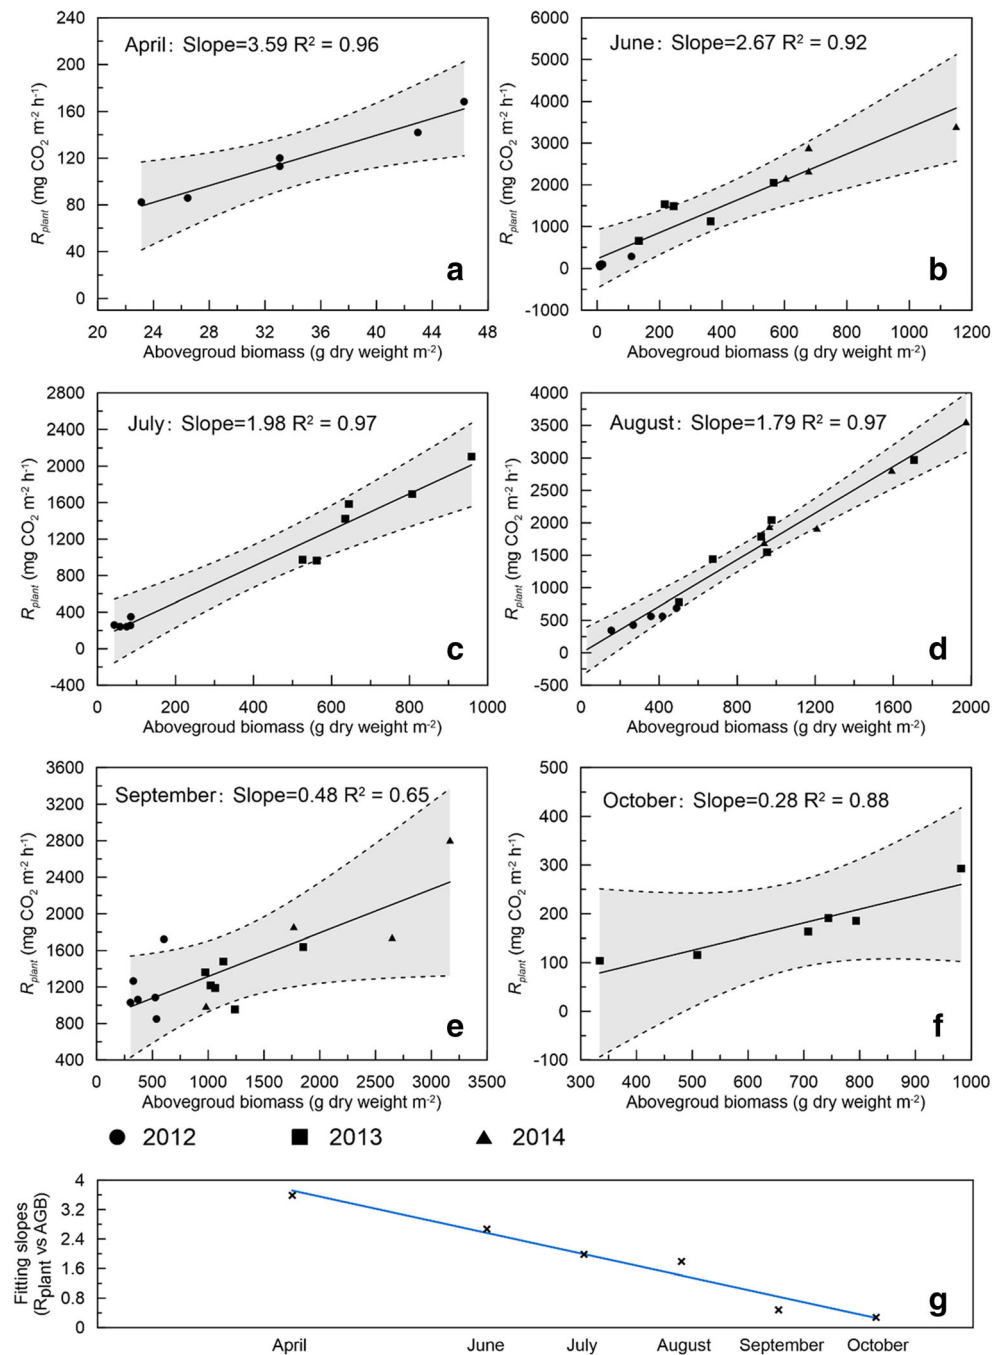 April: Slope=3.59 R² = 0.96
240
200
160
120
80
40
0
R_plant (mg CO₂ m⁻² h⁻¹)
a
20 24 28 32 36 40 44 48
Abovegroud biomass (g dry weight m⁻²)
June: Slope=2.67 R² = 0.92
6000
5000
4000
3000
2000
1000
0
-1000
R_plant (mg CO₂ m⁻² h⁻¹)
b
0 200 400 600 800 1000 1200
Abovegroud biomass (g dry weight m⁻²)
July: Slope=1.98 R² = 0.97
2800
2400
2000
1600
1200
800
400
0
-400
R_plant (mg CO₂ m⁻² h⁻¹)
c
0 200 400 600 800 1000
Abovegroud biomass (g dry weight m⁻²)
August: Slope=1.79 R² = 0.97
4000
3500
3000
2500
2000
1500
1000
500
0
-500
R_plant (mg CO₂ m⁻² h⁻¹)
d
0 400 800 1200 1600 2000
Abovegroud biomass (g dry weight m⁻²)
September: Slope=0.48 R² = 0.65
3600
3200
2800
2400
2000
1600
1200
800
400
R_plant (mg CO₂ m⁻² h⁻¹)
e
0 500 1000 1500 2000 2500 3000 3500
Abovegroud biomass (g dry weight m⁻²)
October: Slope=0.28 R² = 0.88
500
400
300
200
100
0
-100
R_plant (mg CO₂ m⁻² h⁻¹)
f
300 400 500 600 700 800 900 1000
Abovegroud biomass (g dry weight m⁻²)
2012 2013 2014
4
3.2
2.4
1.6
0.8
0
Fitting slopes
(Rplant vs AGB)
g
April June July August September October